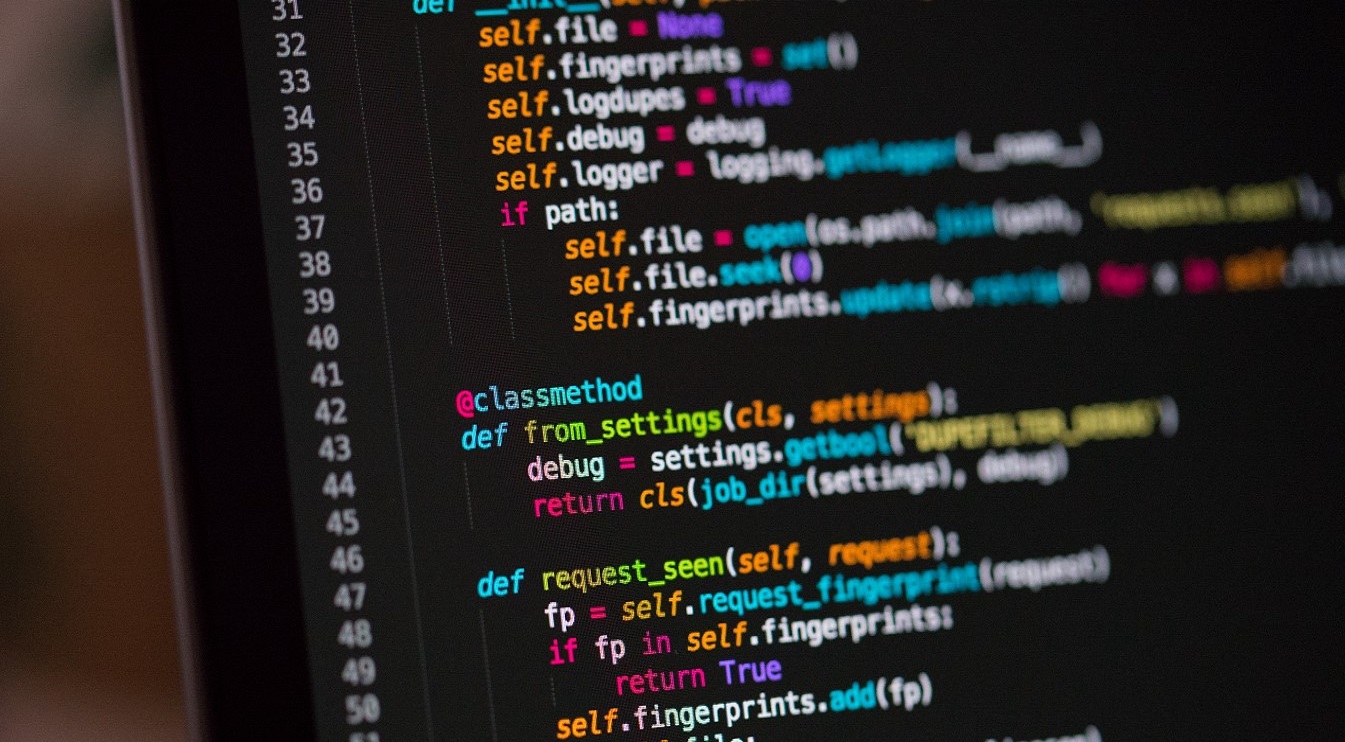 31 def __init__(self, path
32 self.file = None
33 self.fingerprints = set()
34 self.logdupes = True
35 self.debug = debug
36 self.logger = logging.getLogger(__name__)
37 if path:
38 self.file = open(os.path.join(path, 'requests.seen'),
39 self.file.seek(0)
40 self.fingerprints.update(x.rstrip() for x in self.file
41
42 @classmethod
43 def from_settings(cls, settings):
44 debug = settings.getbool('DUPEFILTER_DEBUG')
45 return cls(job_dir(settings), debug)
46
47 def request_seen(self, request):
48 fp = self.request_fingerprint(request)
49 if fp in self.fingerprints:
50 return True
51 self.fingerprints.add(fp)
file: